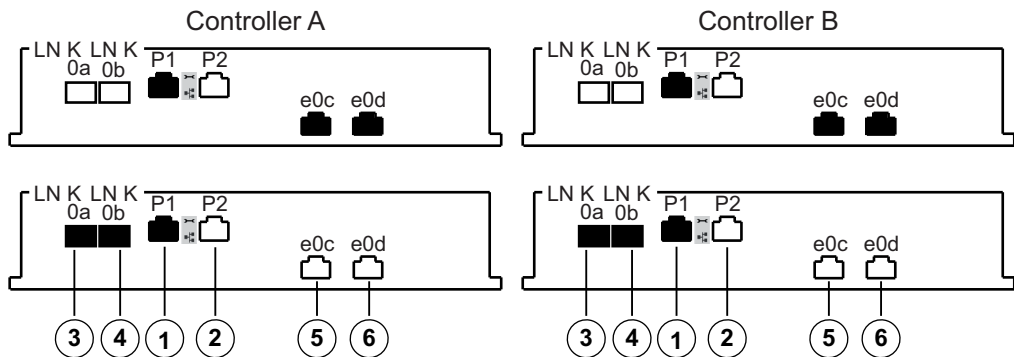 Controller A
Controller B
LN K LN K
0a 0b P1 P2
e0c e0d
LN K LN K
0a 0b P1 P2
e0c e0d
LN K LN K
0a 0b P1 P2
e0c e0d
3 4 1 2 5 6
LN K LN K
0a 0b P1 P2
e0c e0d
3 4 1 2 5 6